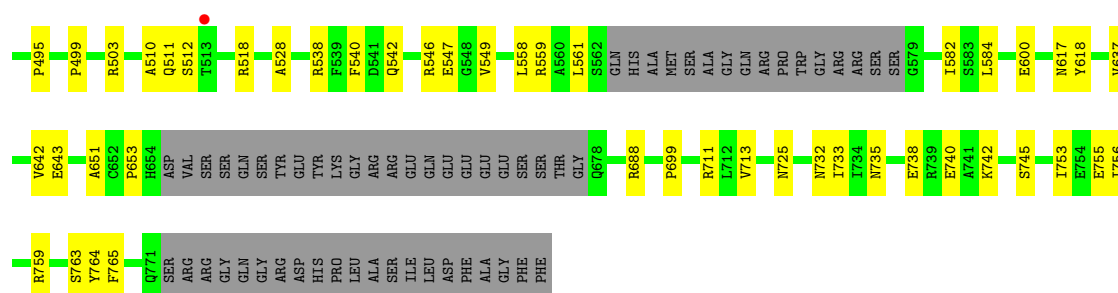 P495 P499 R503 A510 Q511 S512 T513 R518 A528 R538 F539 F540 D541 Q542 R546 E547 G548 V549 L558 R559 A560 L561 S562 GLN HIS ALA MET SER ALA GLY GLN ARG PRO TRP GLY ARG ARG SER SER G579 I582 S583 L584 E600 N617 Y618 V637
V642 E643 A651 C652 P653 H654 ASP VAL SER SER GLN SER TYR GLU TYR LYS GLY ARG ARG GLU GLN GLU GLU GLU GLU SER SER THR GLY Q678 R688 P699 R711 L712 V713 N725 N732 I733 I734 N735 E738 R739 E740 A741 K742 S745 I753 E754 E755 I756
R759 S763 Y764 F765 Q771 SER ARG ARG GLY GLN GLY ARG ASP HIS PRO LEU ALA SER ILE LEU ASP PHE ALA GLY PHE PHE